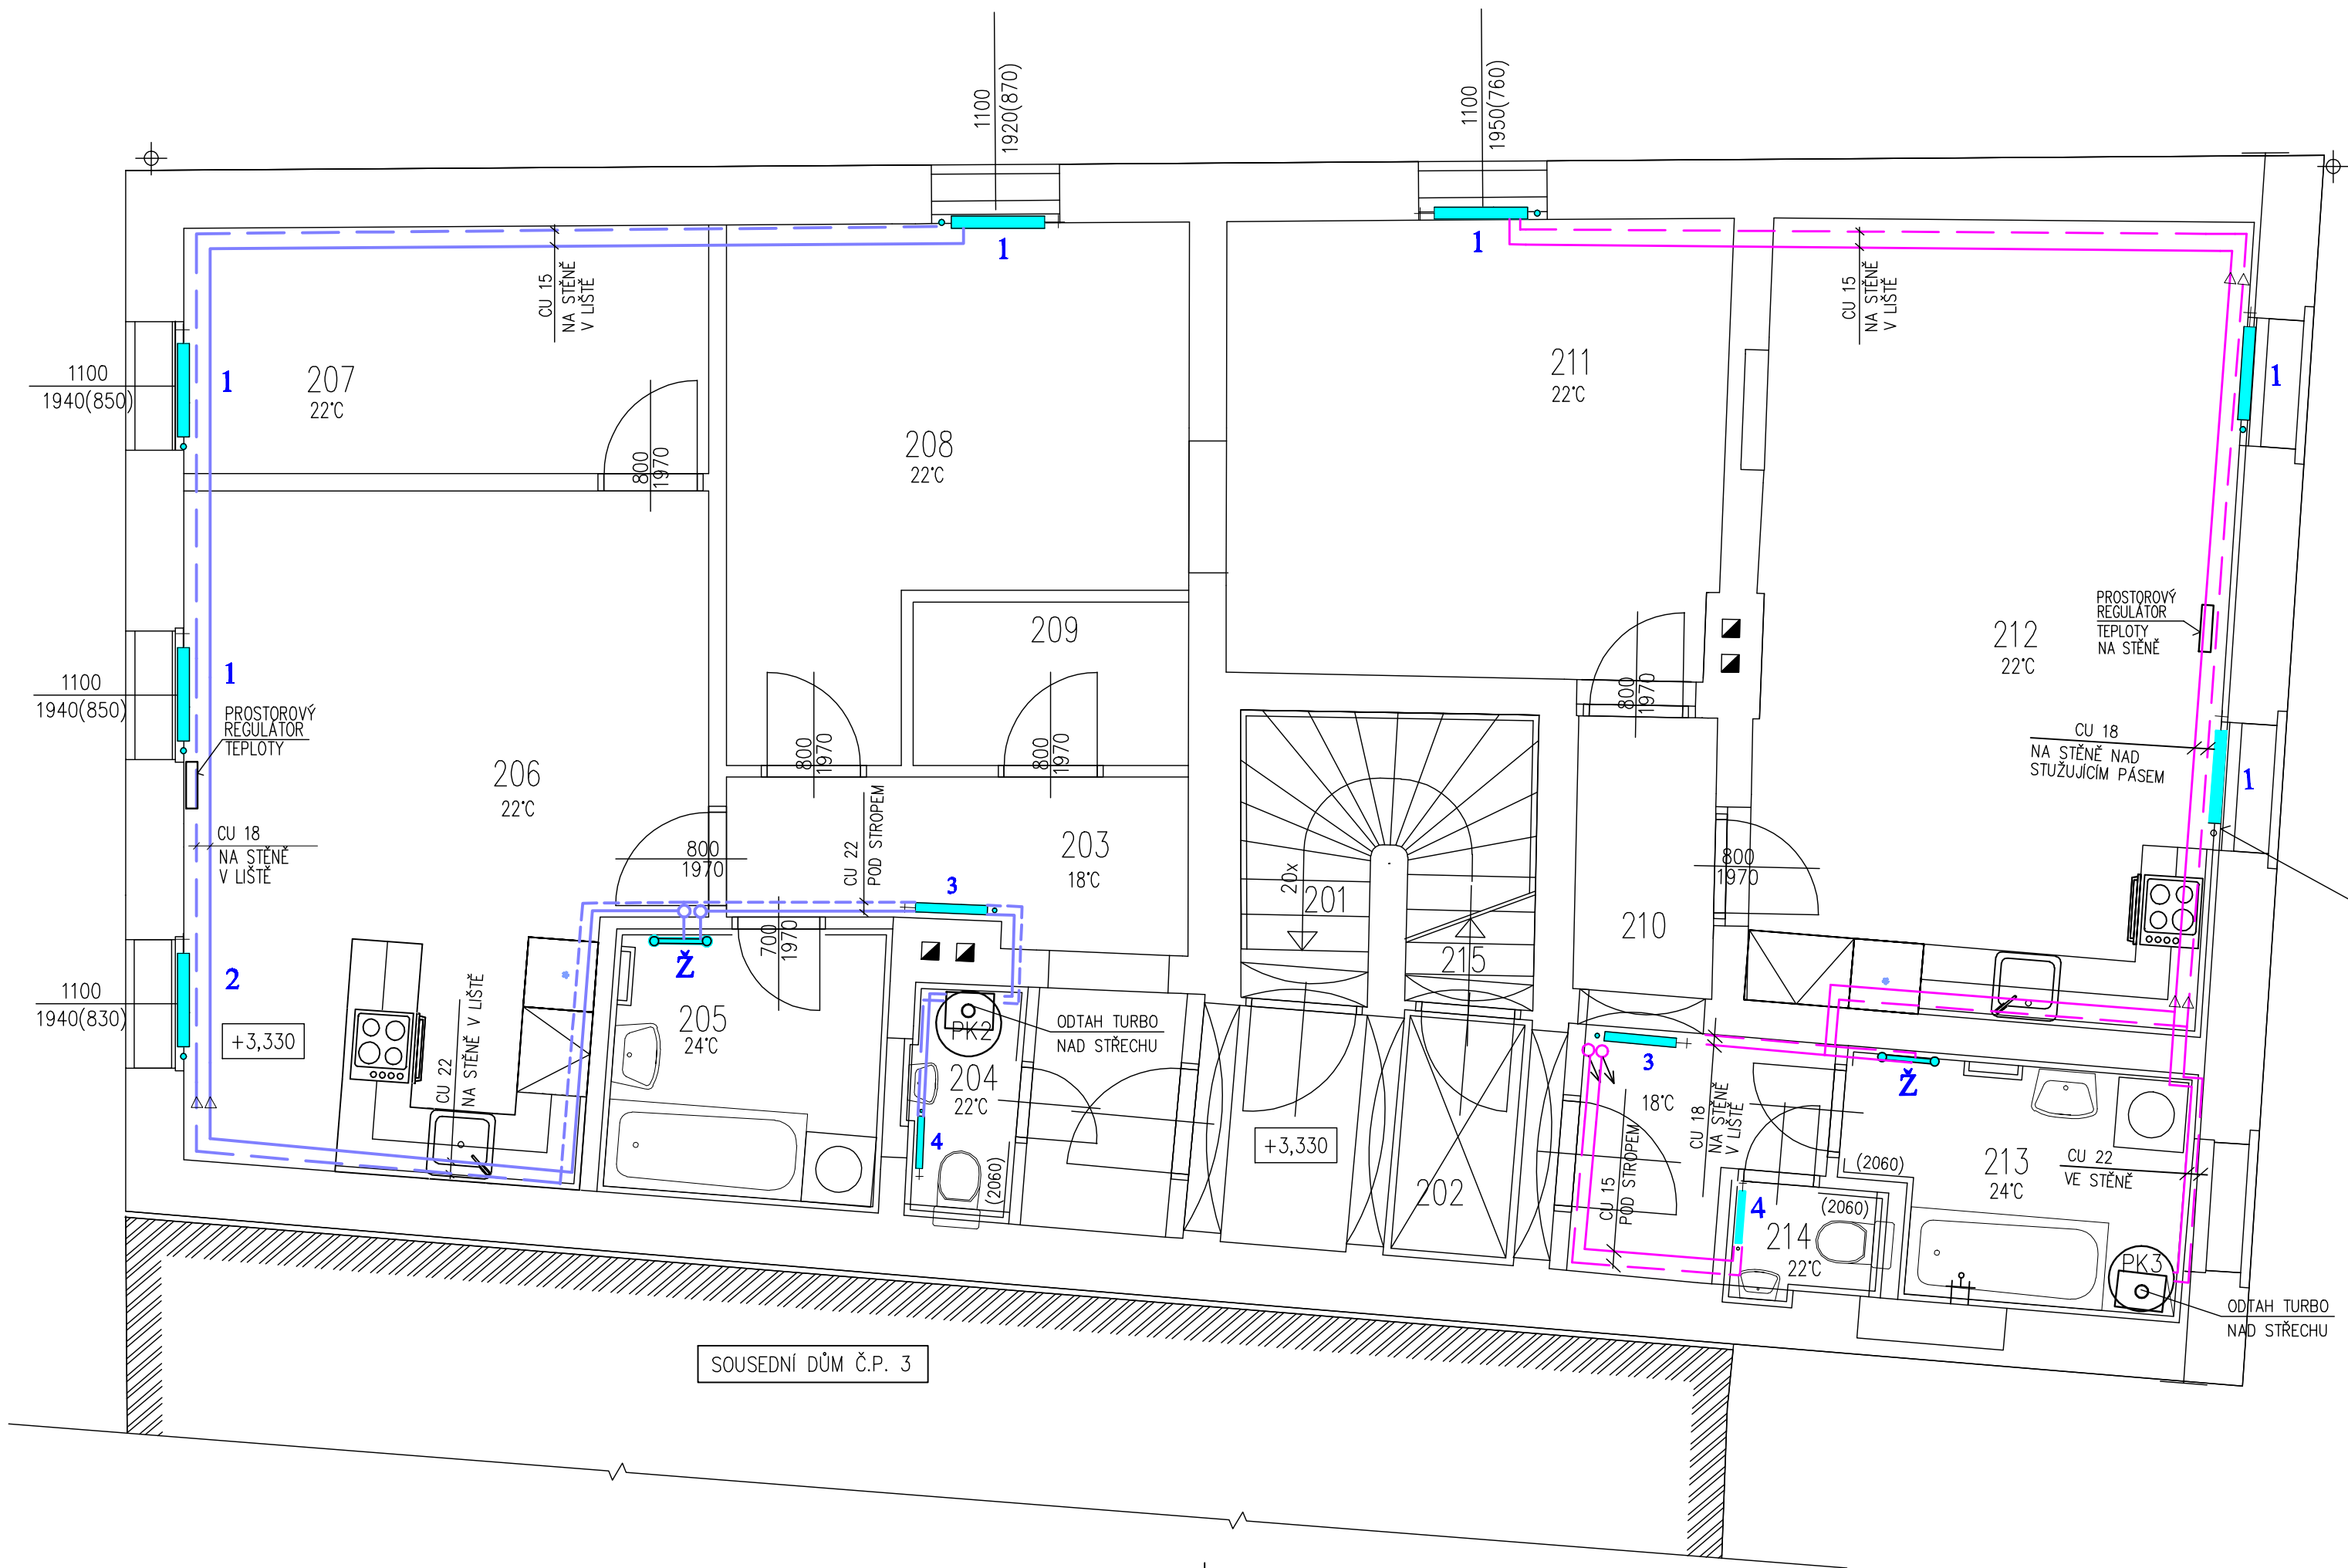 1100
1920(870)
1100
1950(760)
1
1
CU 15
NA STĚNĚ
V LIŠTĚ
CU 15
NA STĚNĚ
V LIŠTĚ
1100
1940(850)
1
207
22°C
208
22°C
211
22°C
1
800
1970
209
212
22°C
PROSTOROVÝ
REGULÁTOR
TEPLOTY
NA STĚNĚ
1100
1940(850)
1
PROSTOROVÝ
REGULÁTOR
TEPLOTY
206
22°C
800
1970
800
1970
800
1970
CU 18
NA STĚNĚ NAD
STUŽUJÍCÍM PÁSEM
1
CU 18
NA STĚNĚ
V LIŠTĚ
800
1970
CU 22
POD STROPEM
203
18°C
3
20x
201
215
210
800
1970
1100
1940(830)
2
+3,330
CU 22
NA STĚNĚ V LIŠTĚ
Ž
700
1970
205
24°C
PK2
ODTAH TURBO
NAD STŘECHU
204
22°C
4
(2060)
+3,330
202
3
18°C
CU 18
NA STĚNĚ
V LIŠTĚ
CU 15
POD STROPEM
Ž
213
24°C
(2060)
CU 22
VE STĚNĚ
4
(2060)
214
22°C
PK3
ODTAH TURBO
NAD STŘECHU
SOUSEDNÍ DŮM Č.P. 3